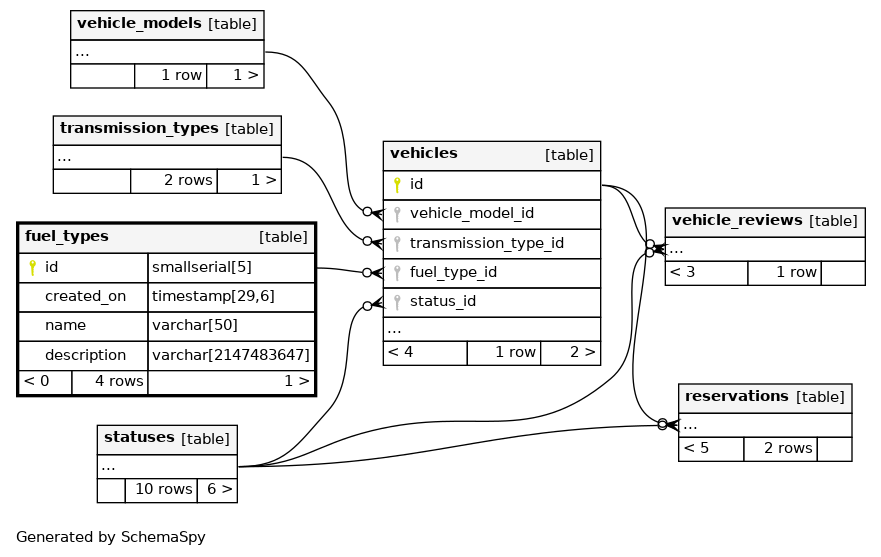 vehicle_models [table]
...
1 row 1 >
transmission_types [table]
...
2 rows 1 >
fuel_types [table]
id smallserial[5]
created_on timestamp[29,6]
name varchar[50]
description varchar[2147483647]
< 0 4 rows 1 >
statuses [table]
...
10 rows 6 >
vehicles [table]
id
vehicle_model_id
transmission_type_id
fuel_type_id
status_id
...
< 4 1 row 2 >
vehicle_reviews [table]
...
< 3 1 row
reservations [table]
...
< 5 2 rows
Generated by SchemaSpy